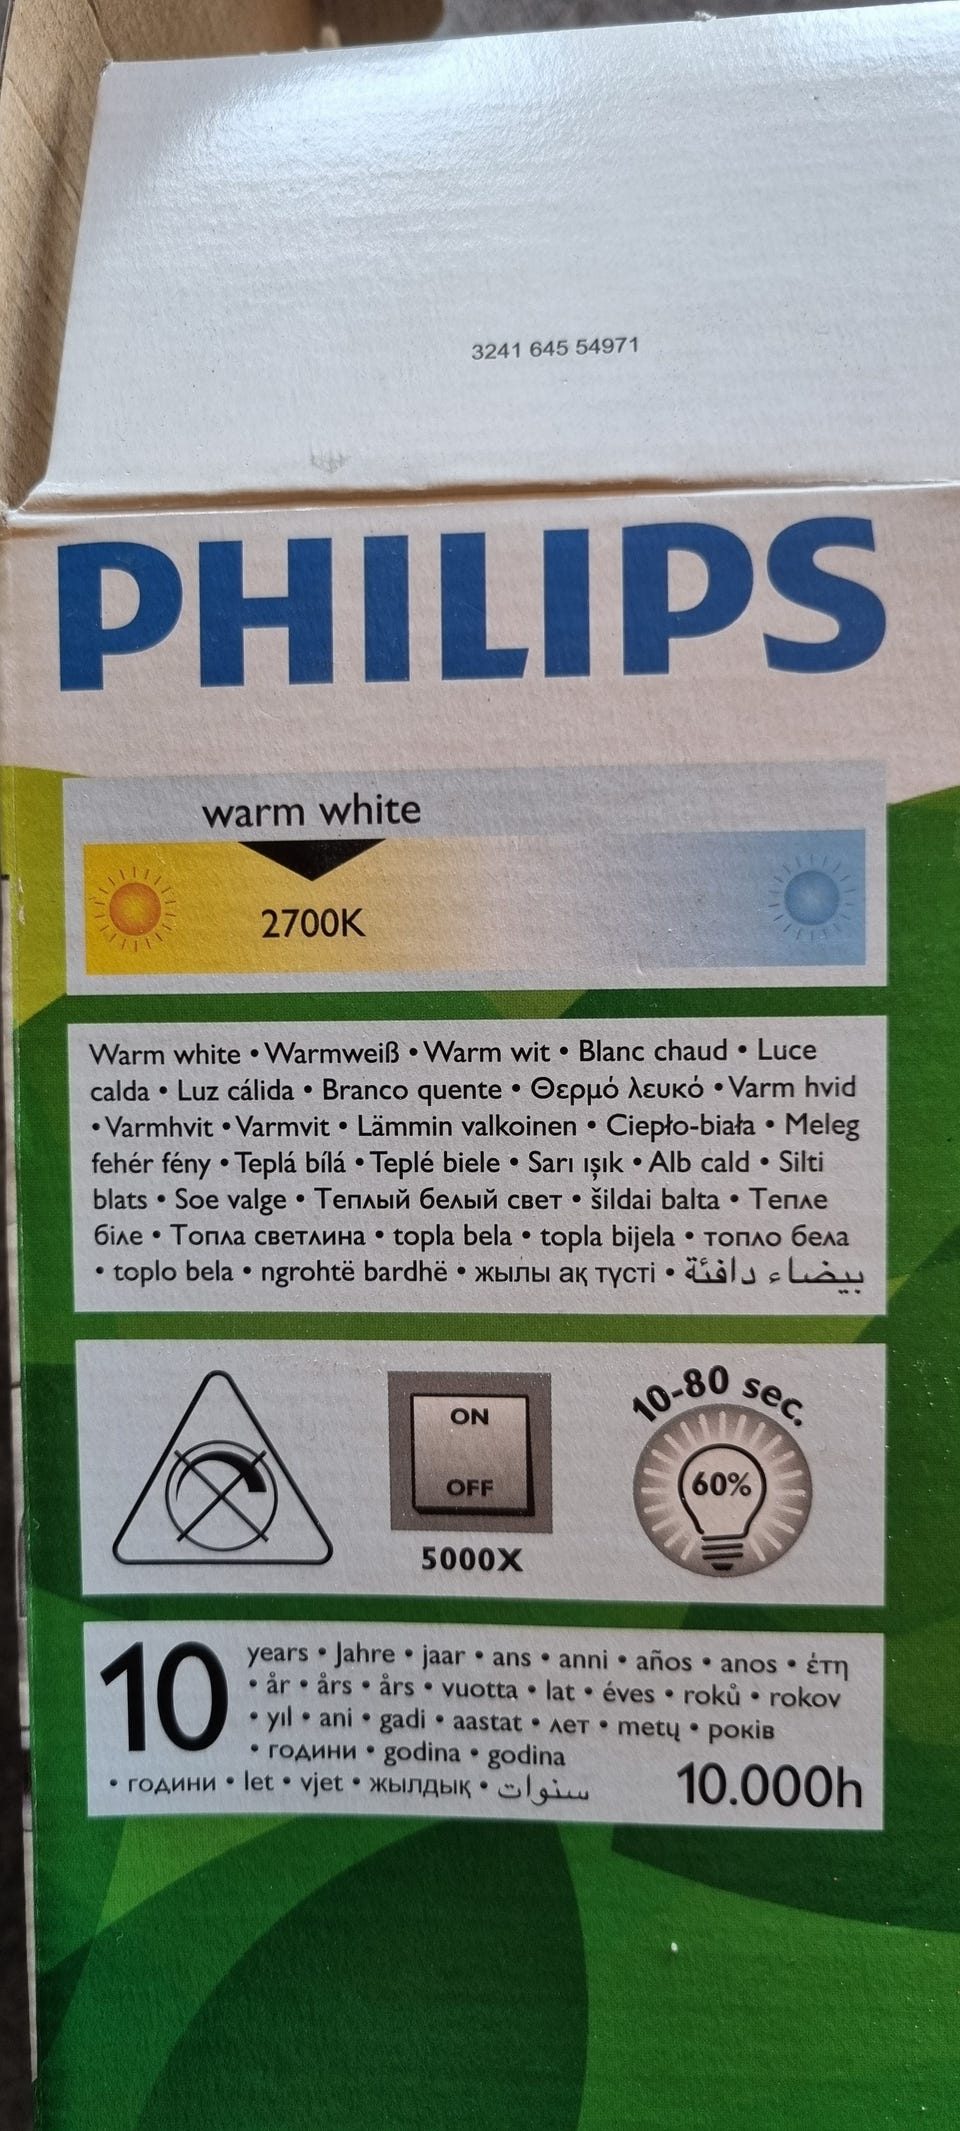 3241 645 54971
PHILIPS
warm white
2700K
Warm white • Warmweiß • Warm wit • Blanc chaud • Luce
calda • Luz cálida • Branco quente • Θερμό λευκό • Varm hvid
• Varmhvit • Varmvit • Lämmin valkoinen • Ciepło-biała • Meleg
fehér fény • Teplá bílá • Teplé biele • Sarı ışık • Alb cald • Silti
blats • Soe valge • Теплый белый свет • šildai balta • Тепле
біле • Топла светлина • topla bela • topla bijela • топло бела
• toplo bela • ngrohtë bardhë • жылы ақ түсті • بيضاء دافئة
ON
OFF
5000X
10-80 sec.
60%
10
years • Jahre • jaar • ans • anni • años • anos • έτη
• år • års • års • vuotta • lat • éves • roků • rokov
• yıl • ani • gadi • aastat • лет • metų • років
• години • godina • godina
• години • let • vjet • жылдық • سنوات
10.000h